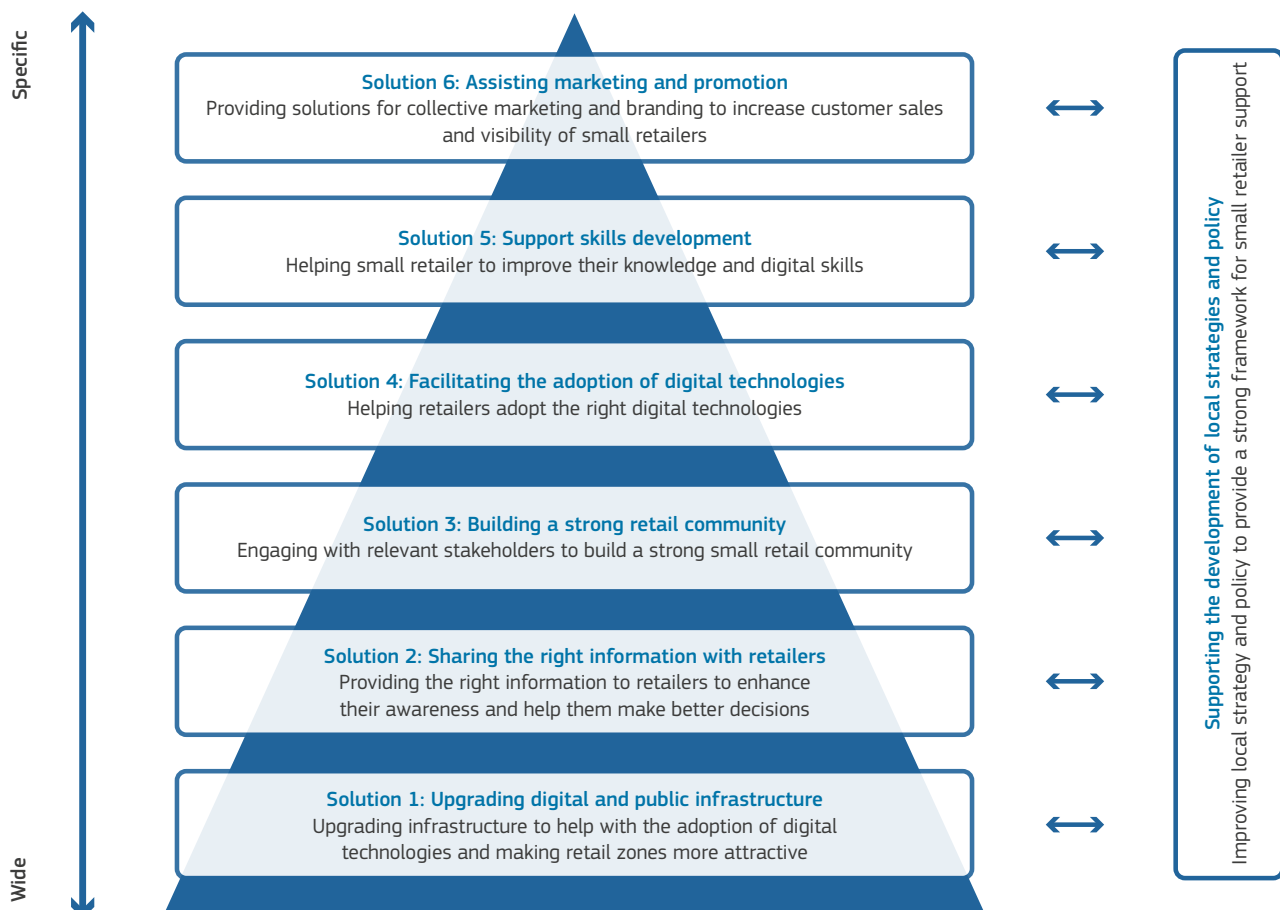 Specific
Solution 6: Assisting marketing and promotion
Providing solutions for collective marketing and branding to increase customer sales
and visibility of small retailers
Solution 5: Support skills development
Helping small retailer to improve their knowledge and digital skills
Solution 4: Facilitating the adoption of digital technologies
Helping retailers adopt the right digital technologies
Solution 3: Building a strong retail community
Engaging with relevant stakeholders to build a strong small retail community
Solution 2: Sharing the right information with retailers
Providing the right information to retailers to enhance
their awareness and help them make better decisions
Solution 1: Upgrading digital and public infrastructure
Upgrading infrastructure to help with the adoption of digital
technologies and making retail zones more attractive
Wide
Supporting the development of local strategies and policy
Improving local strategy and policy to provide a strong framework for small retailer support